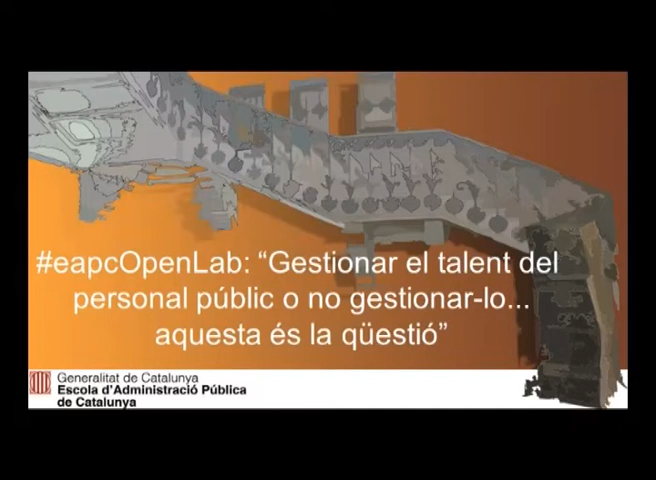 #eapcOpenLab: “Gestionar el talent del
personal públic o no gestionar-lo...
aquesta és la qüestió”
Generalitat de Catalunya
Escola d'Administració Pública
de Catalunya